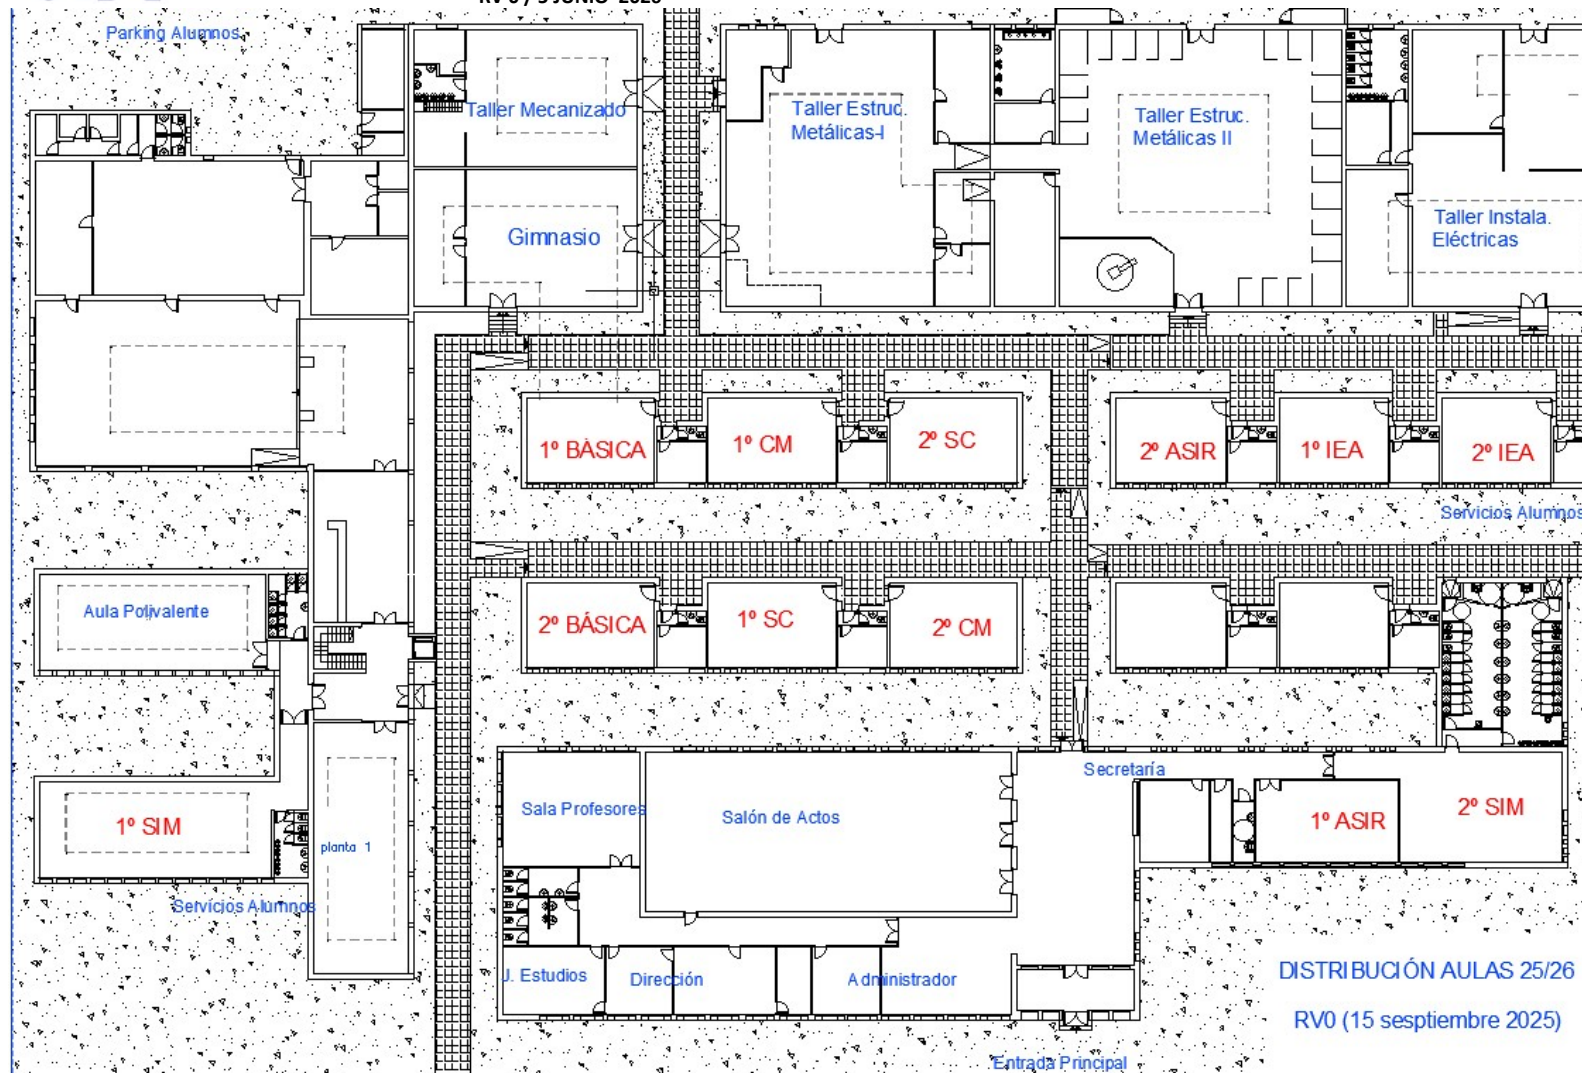 Parking Alumnos
Taller Mecanizado
Taller Estruc.
Metálicas-I
Taller Estruc.
Metálicas II
Taller Instala.
Eléctricas
Gimnasio
1º BÁSICA
1º CM
2º SC
2º ASIR
1º IEA
2º IEA
Servicios Alumnos
Aula Polivalente
2º BÁSICA
1º SC
2º CM
Secretaría
Sala Profesores
Salón de Actos
1º SIM
planta 1
1º ASIR
2º SIM
Servicios Alumnos
J. Estudios
Dirección
Administrador
DISTRIBUCIÓN AULAS 25/26
RV0 (15 sesptiembre 2025)
Entrada Principal